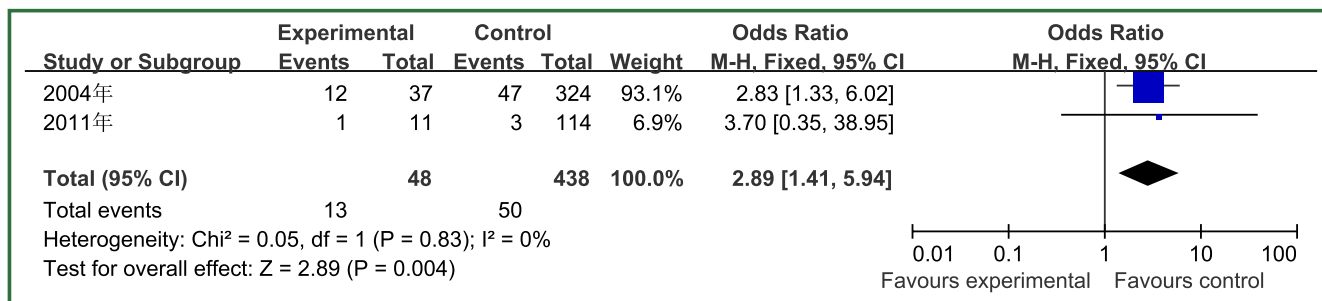 Experimental Control Odds Ratio Odds Ratio
Study or Subgroup Events Total Events Total Weight M-H, Fixed, 95% CI M-H, Fixed, 95% CI
2004年 12 37 47 324 93.1% 2.83 [1.33, 6.02]
2011年 1 11 3 114 6.9% 3.70 [0.35, 38.95]
Total (95% CI) 48 438 100.0% 2.89 [1.41, 5.94]
Total events 13 50
Heterogeneity: Chi² = 0.05, df = 1 (P = 0.83); I² = 0%
Test for overall effect: Z = 2.89 (P = 0.004)
0.01 0.1 1 10 100
Favours experimental Favours control